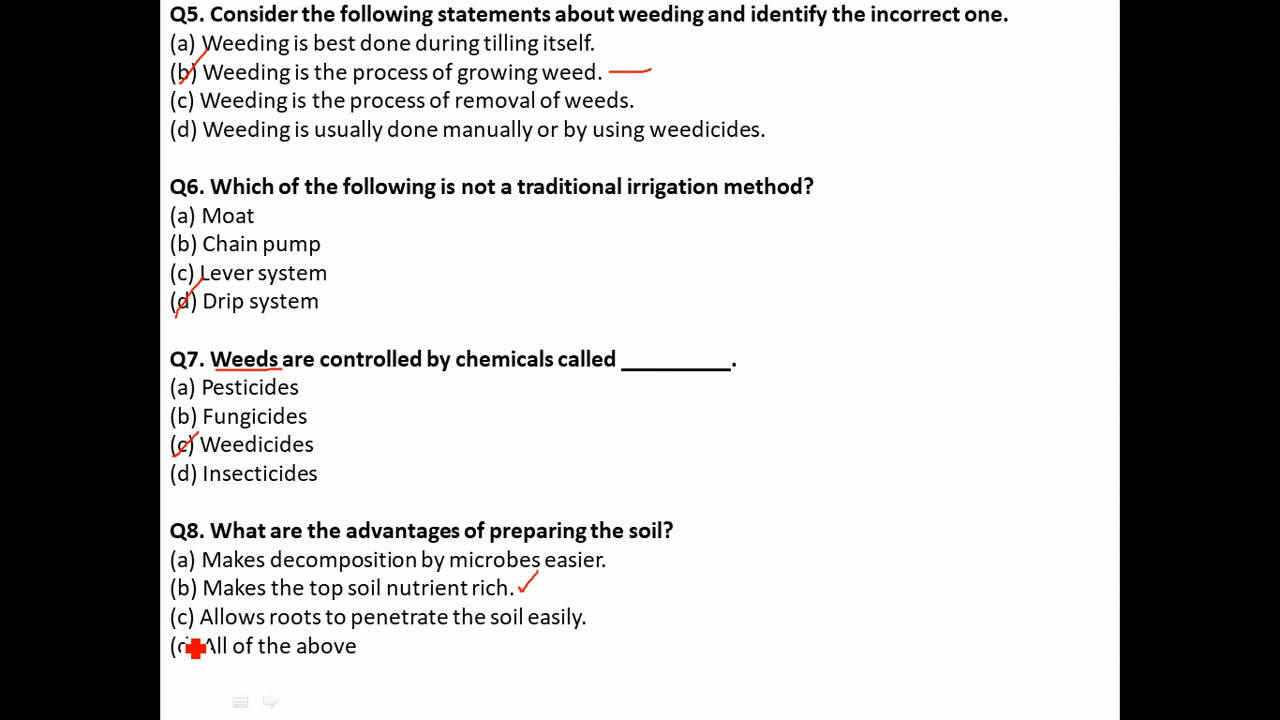 Q5. Consider the following statements about weeding and identify the incorrect one.
(a) Weeding is best done during tilling itself.
(b) Weeding is the process of growing weed.
(c) Weeding is the process of removal of weeds.
(d) Weeding is usually done manually or by using weedicides.
Q6. Which of the following is not a traditional irrigation method?
(a) Moat
(b) Chain pump
(c) Lever system
(d) Drip system
Q7. Weeds are controlled by chemicals called __________.
(a) Pesticides
(b) Fungicides
(c) Weedicides
(d) Insecticides
Q8. What are the advantages of preparing the soil?
(a) Makes decomposition by microbes easier.
(b) Makes the top soil nutrient rich.
(c) Allows roots to penetrate the soil easily.
(d) All of the above